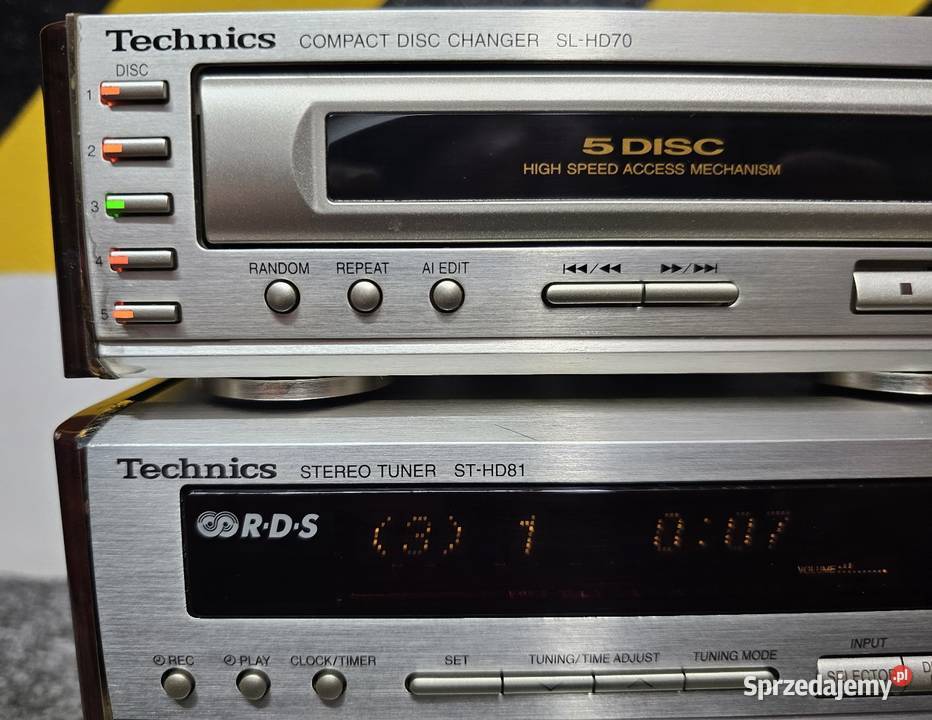 Technics COMPACT DISC CHANGER SL-HD70
DISC
1
2
3
4
5
5 DISC
HIGH SPEED ACCESS MECHANISM
RANDOM REPEAT AI EDIT
Technics STEREO TUNER ST-HD81
R·D·S (3) 1 0:07
VOLUME
REC PLAY CLOCK/TIMER SET TUNING/TIME ADJUST TUNING MODE INPUT
SELECTOR
Sprzedajemy.pl